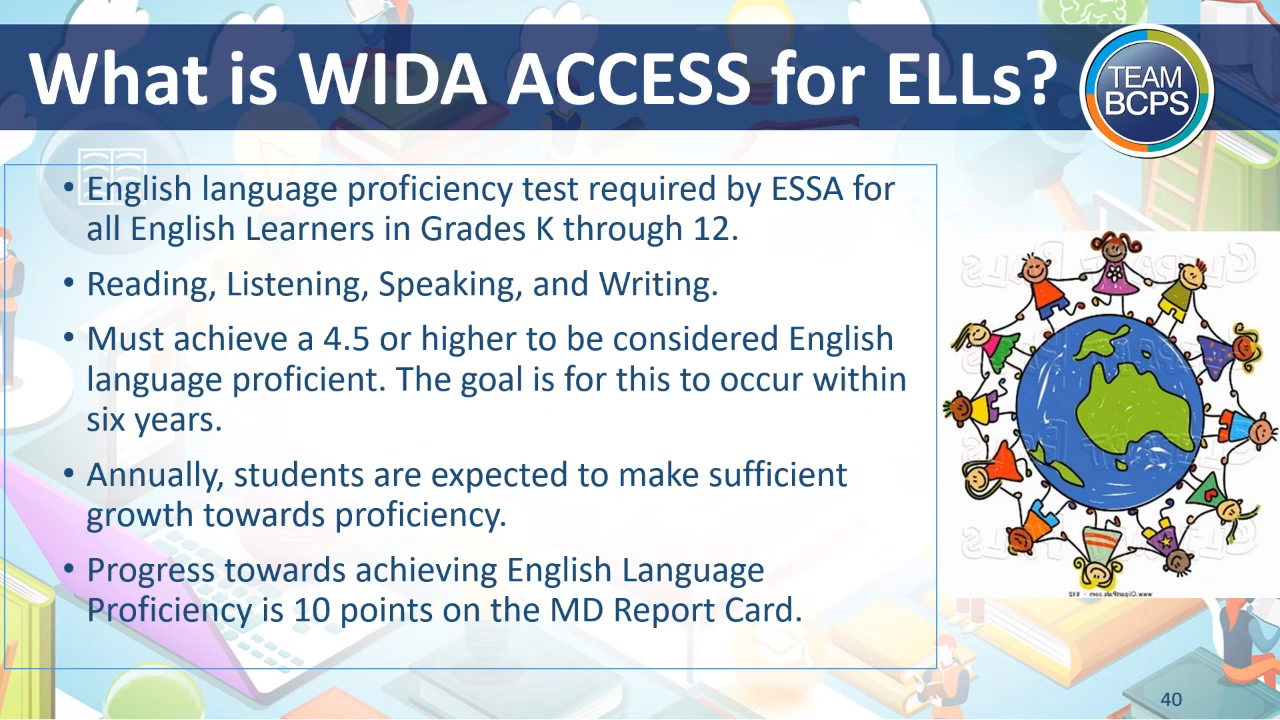 What is WIDA ACCESS for ELLs?
TEAM
BCPS
• English language proficiency test required by ESSA for
all English Learners in Grades K through 12.
• Reading, Listening, Speaking, and Writing.
• Must achieve a 4.5 or higher to be considered English
language proficient. The goal is for this to occur within
six years.
• Annually, students are expected to make sufficient
growth towards proficiency.
• Progress towards achieving English Language
Proficiency is 10 points on the MD Report Card.
www.ClipartPals.com
40